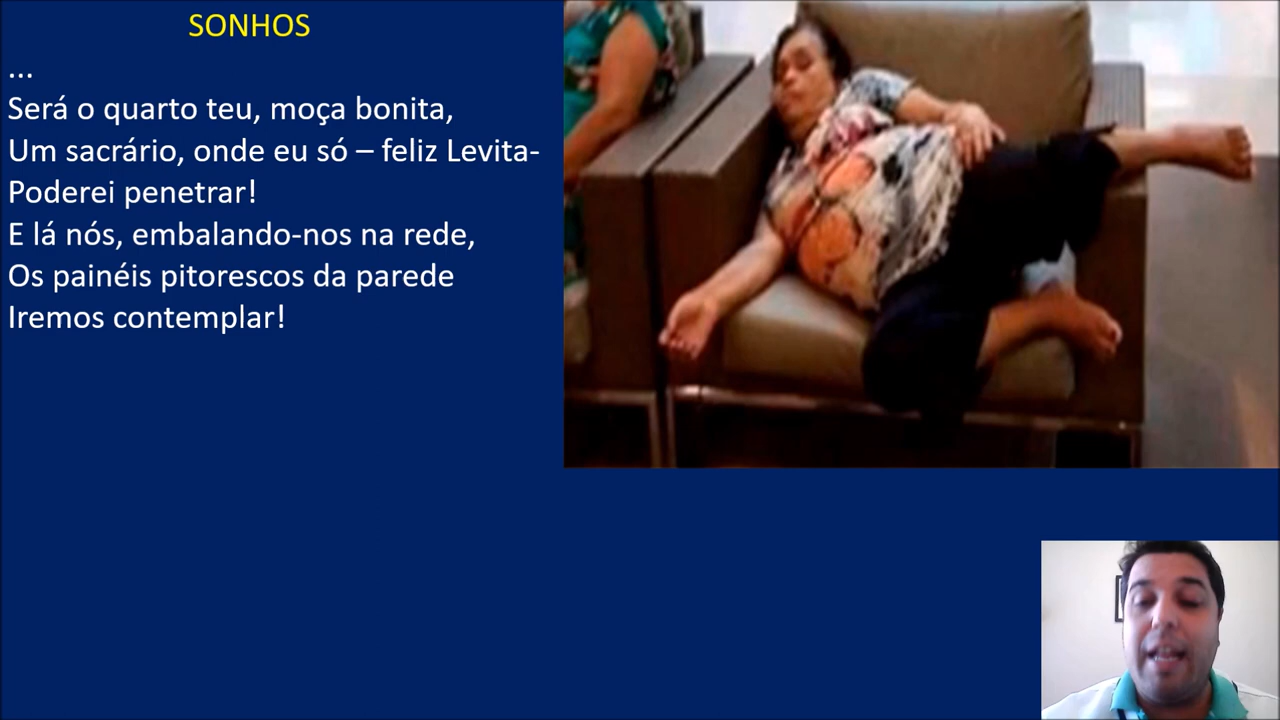 SONHOS
...
Será o quarto teu, moça bonita,
Um sacrário, onde eu só – feliz Levita-
Poderei penetrar!
E lá nós, embalando-nos na rede,
Os painéis pitorescos da parede
Iremos contemplar!